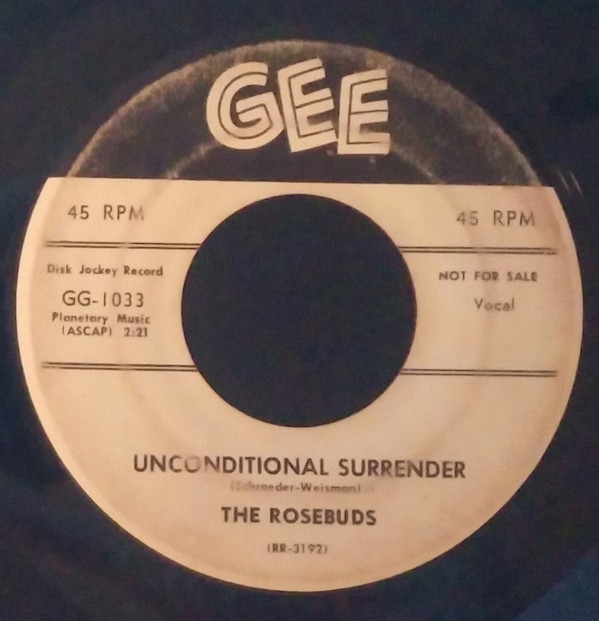 GEE
45 RPM
45 RPM
Disk Jockey Record
GG-1033
Planetary Music
(ASCAP) 2:21
NOT FOR SALE
Vocal
UNCONDITIONAL SURRENDER
(Schroeder-Weisman)
THE ROSEBUDS
(RR-3192)